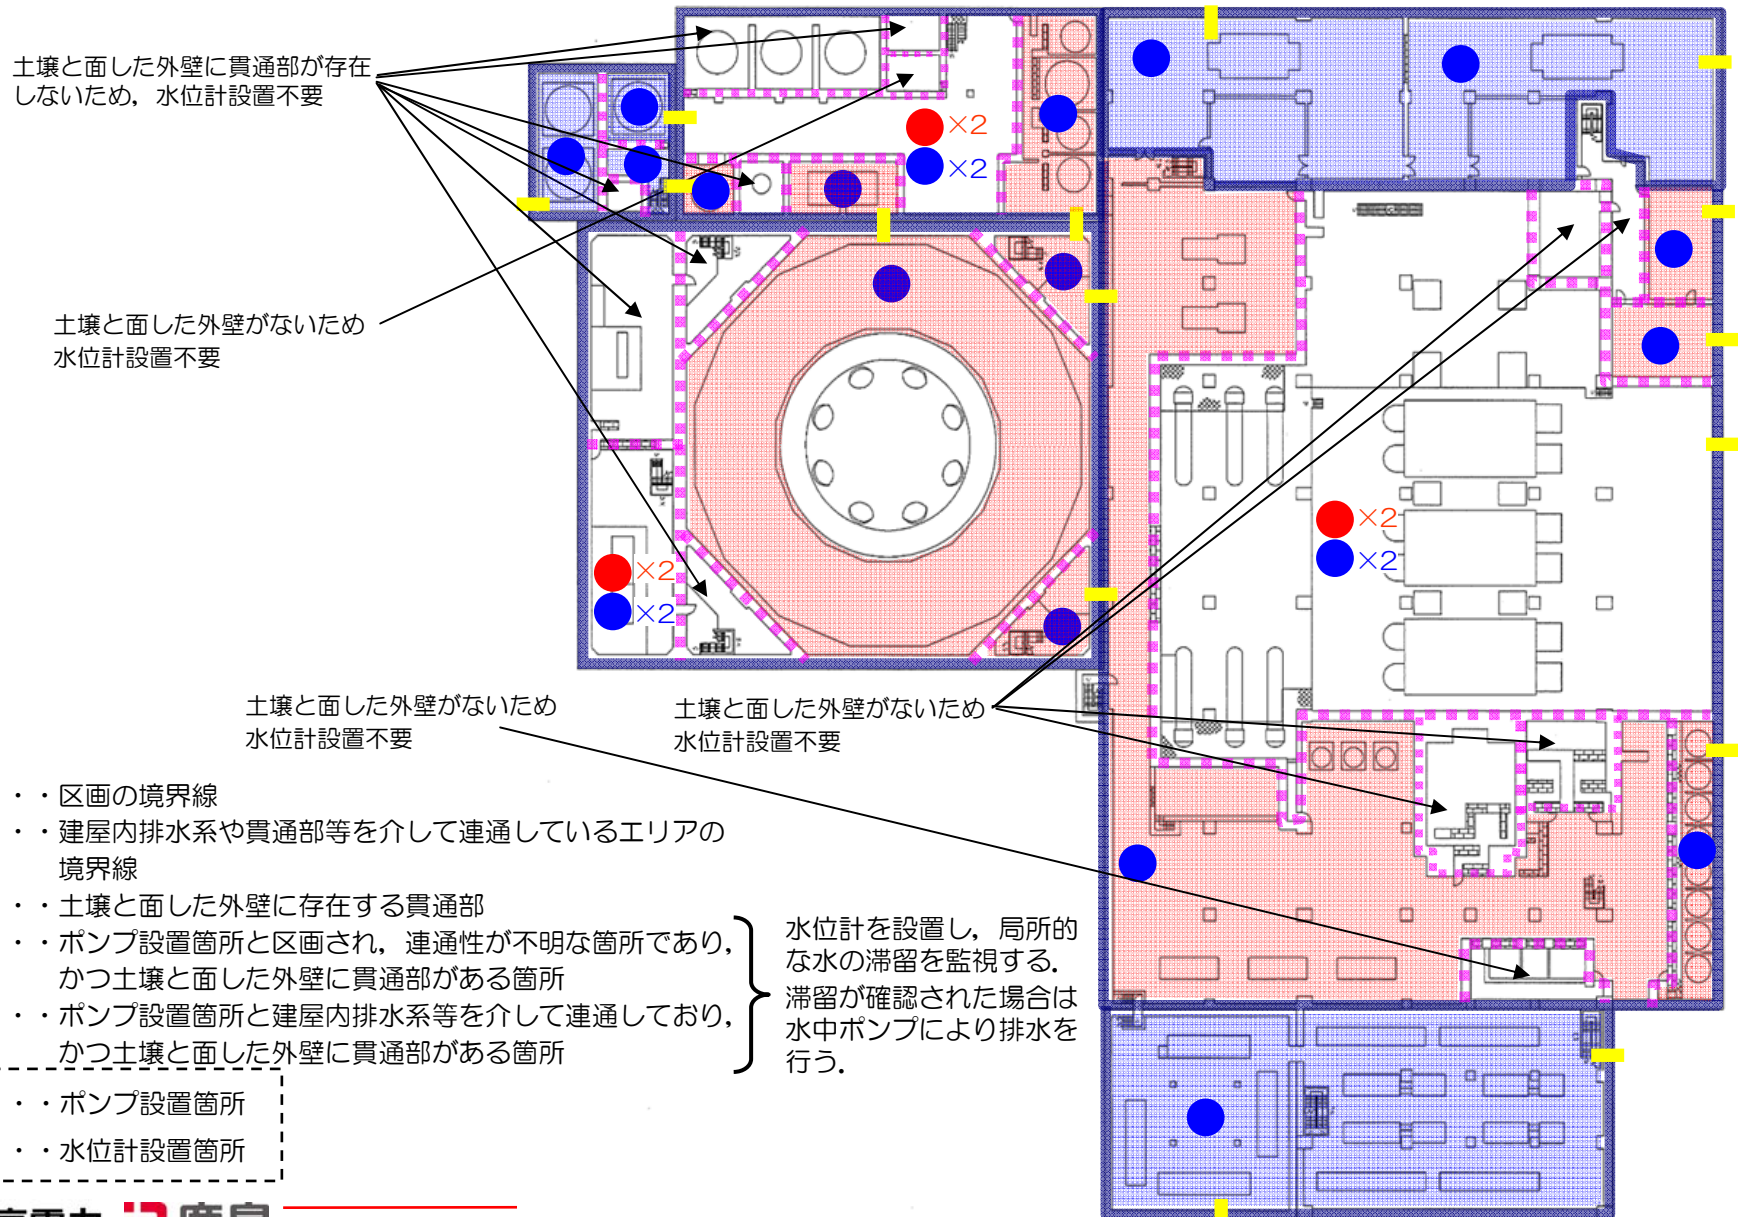 土壌と面した外壁に貫通部が存在
しないため，水位計設置不要
×2
×2
土壌と面した外壁がないため
水位計設置不要
×2
×2
×2
×2
土壌と面した外壁がないため
水位計設置不要
土壌と面した外壁がないため
水位計設置不要
・・区画の境界線
・・建屋内排水系や貫通部等を介して連通しているエリアの
境界線
・・土壌と面した外壁に存在する貫通部
・・ポンプ設置箇所と区画され，連通性が不明な箇所であり，
かつ土壌と面した外壁に貫通部がある箇所
・・ポンプ設置箇所と建屋内排水系等を介して連通しており，
かつ土壌と面した外壁に貫通部がある箇所
水位計を設置し，局所的
な水の滞留を監視する．
滞留が確認された場合は
水中ポンプにより排水を
行う．
・・ポンプ設置箇所
・・水位計設置箇所